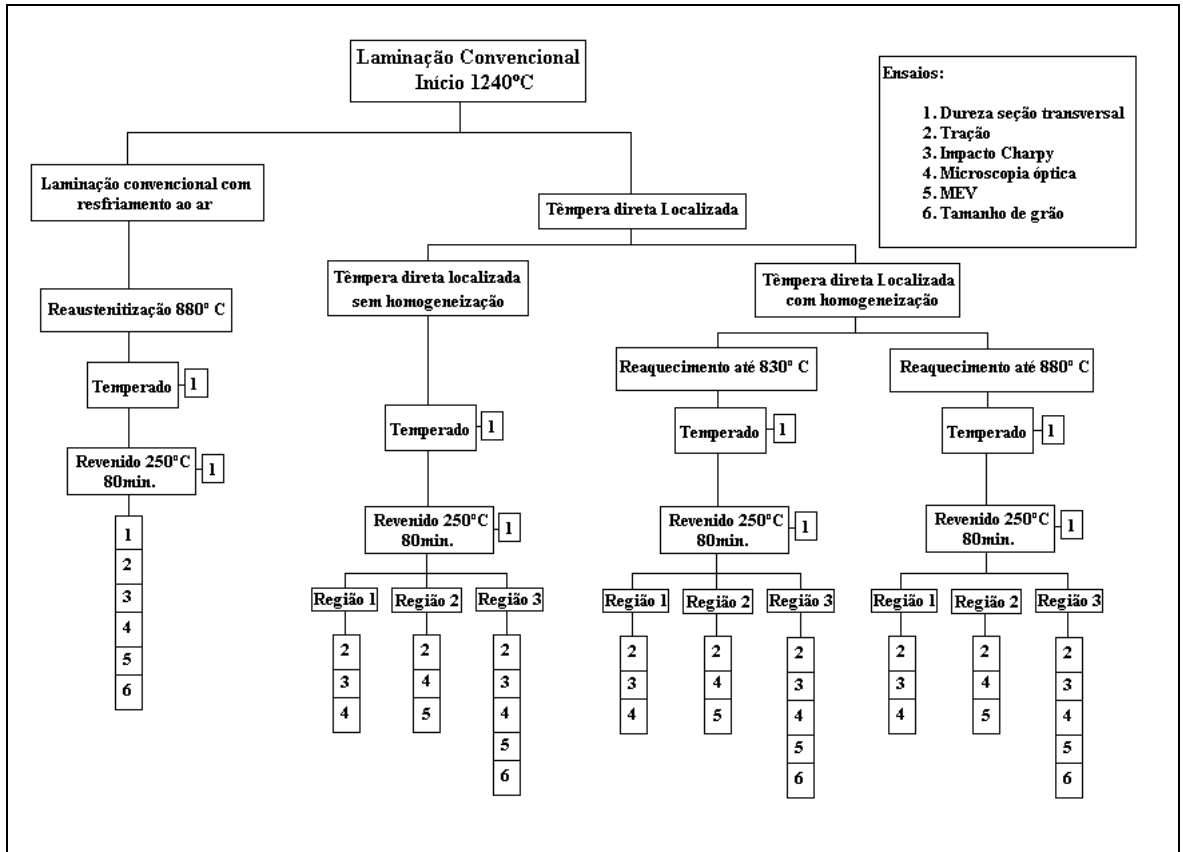 Laminação Convencional
Início 1240ºC
Ensaios:
1. Dureza seção transversal
2. Tração
3. Impacto Charpy
4. Microscopia óptica
5. MEV
6. Tamanho de grão
Laminação convencional com
resfriamento ao ar
Têmpera direta Localizada
Têmpera direta localizada
sem homogeneização
Têmpera direta Localizada
com homogeneização
Reaustenitização 880º C
Reaquecimento até 830º C
Reaquecimento até 880º C
Temperado
1
Temperado
1
Temperado
1
Temperado
1
Revenido 250ºC
80min.
1
Revenido 250ºC
80min.
1
Revenido 250ºC
80min.
1
Revenido 250ºC
80min.
1
1
2
3
4
5
6
Região 1
2
3
4
Região 2
2
4
5
Região 3
2
3
4
5
6
Região 1
2
3
4
Região 2
2
4
5
Região 3
2
3
4
5
6
Região 1
2
3
4
Região 2
2
4
5
Região 3
2
3
4
5
6